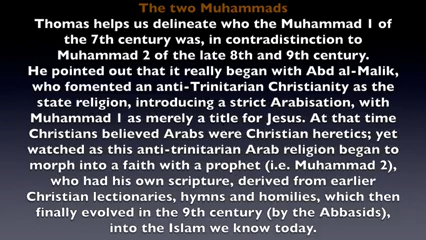 The two Muhammads
Thomas helps us delineate who the Muhammad 1 of
the 7th century was, in contradistinction to
Muhammad 2 of the late 8th and 9th century.
He pointed out that it really began with Abd al-Malik,
who fomented an anti-Trinitarian Christianity as the
state religion, introducing a strict Arabisation, with
Muhammad 1 as merely a title for Jesus. At that time
Christians believed Arabs were Christian heretics; yet
watched as this anti-trinitarian Arab religion began to
morph into a faith with a prophet (i.e. Muhammad 2),
who had his own scripture, derived from earlier
Christian lectionaries, hymns and homilies, which then
finally evolved in the 9th century (by the Abbasids),
into the Islam we know today.